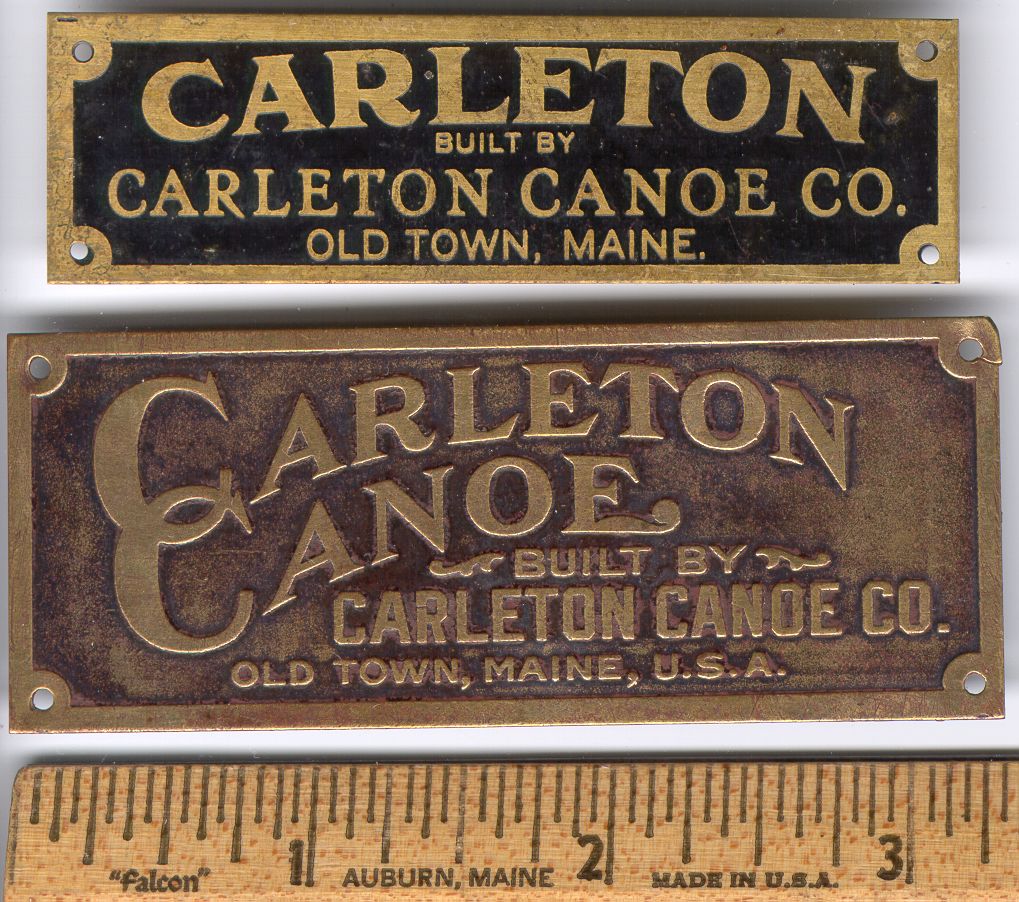 CARLETON
BUILT BY
CARLETON CANOE CO.
OLD TOWN, MAINE.
CARLETON
CANOE
BUILT BY
CARLETON CANOE CO.
OLD TOWN, MAINE, U.S.A.
1 2 3
"Falcon" AUBURN, MAINE MADE IN U.S.A.